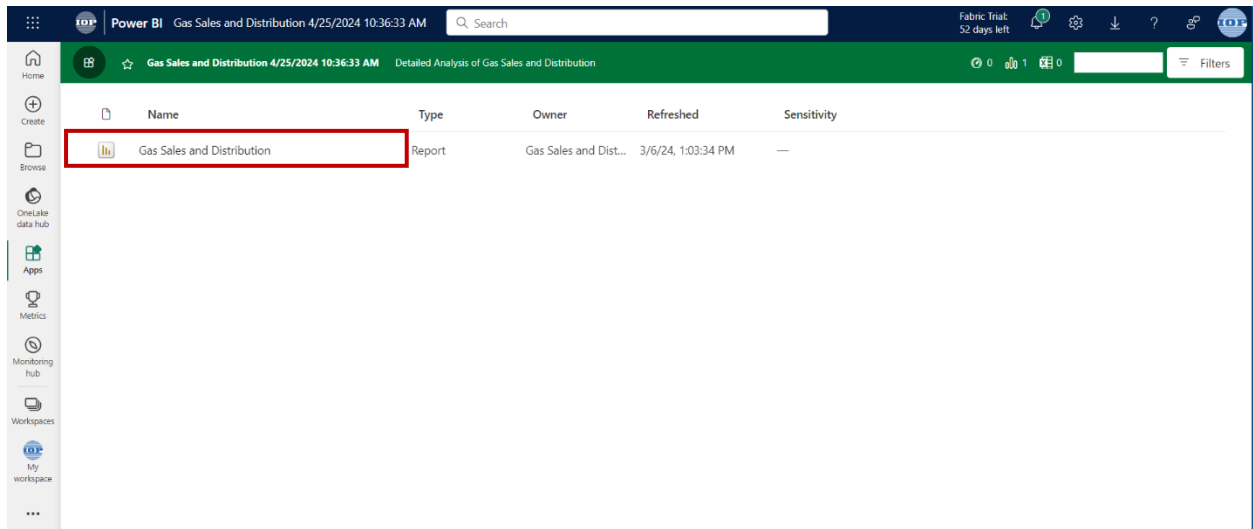 IOP Power BI Gas Sales and Distribution 4/25/2024 10:36:33 AM Search Fabric Trial:
52 days left 1 ? IOP
Home
Gas Sales and Distribution 4/25/2024 10:36:33 AM Detailed Analysis of Gas Sales and Distribution 0 1 0 Filters
Create
Name Type Owner Refreshed Sensitivity
Gas Sales and Distribution Report Gas Sales and Dist... 3/6/24, 1:03:34 PM —
Browse
OneLake
data hub
Apps
Metrics
Monitoring
hub
Workspaces
IOP
My
workspace
...